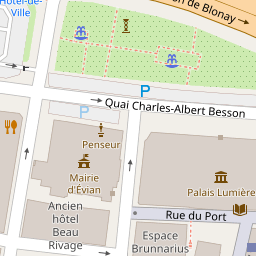 Hôtel-de-
Ville
on de Blonay
P
Quai Charles-Albert Besson
P
Penseur
Mairie
d'Évian
Palais Lumière
Ancien
hôtel
Beau
Rivage
Rue du Port
Espace
Brunnarius